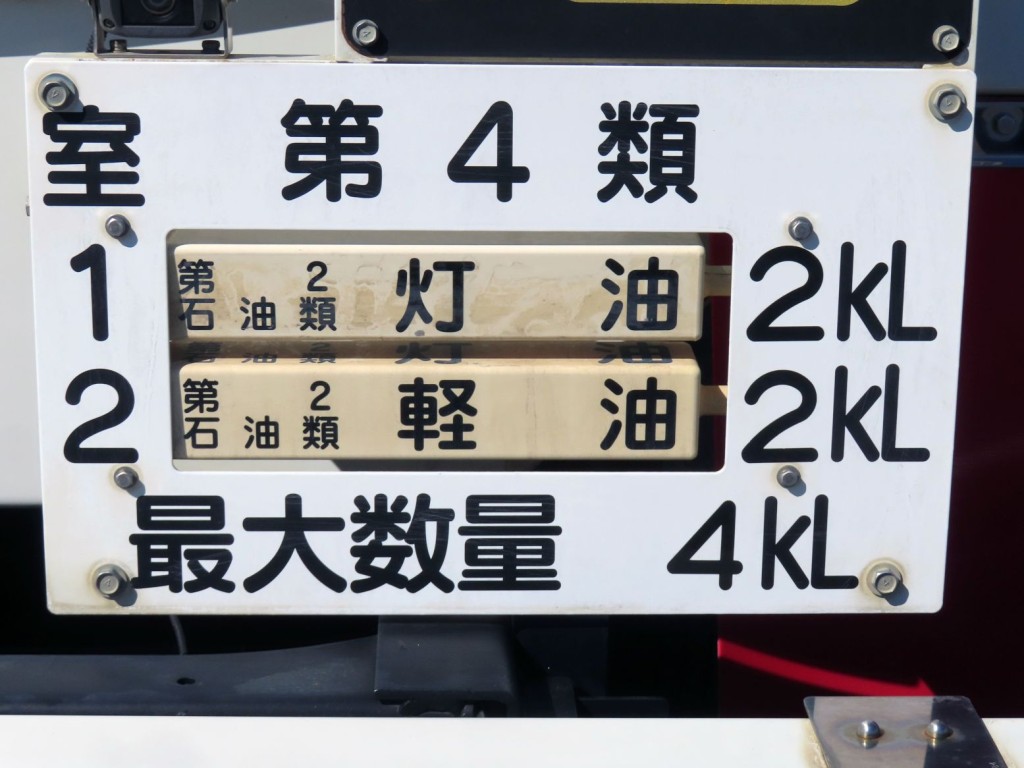 室 第4類
1 第2石油類 灯油 2kL
2 第2石油類 軽油 2kL
最大数量 4kL